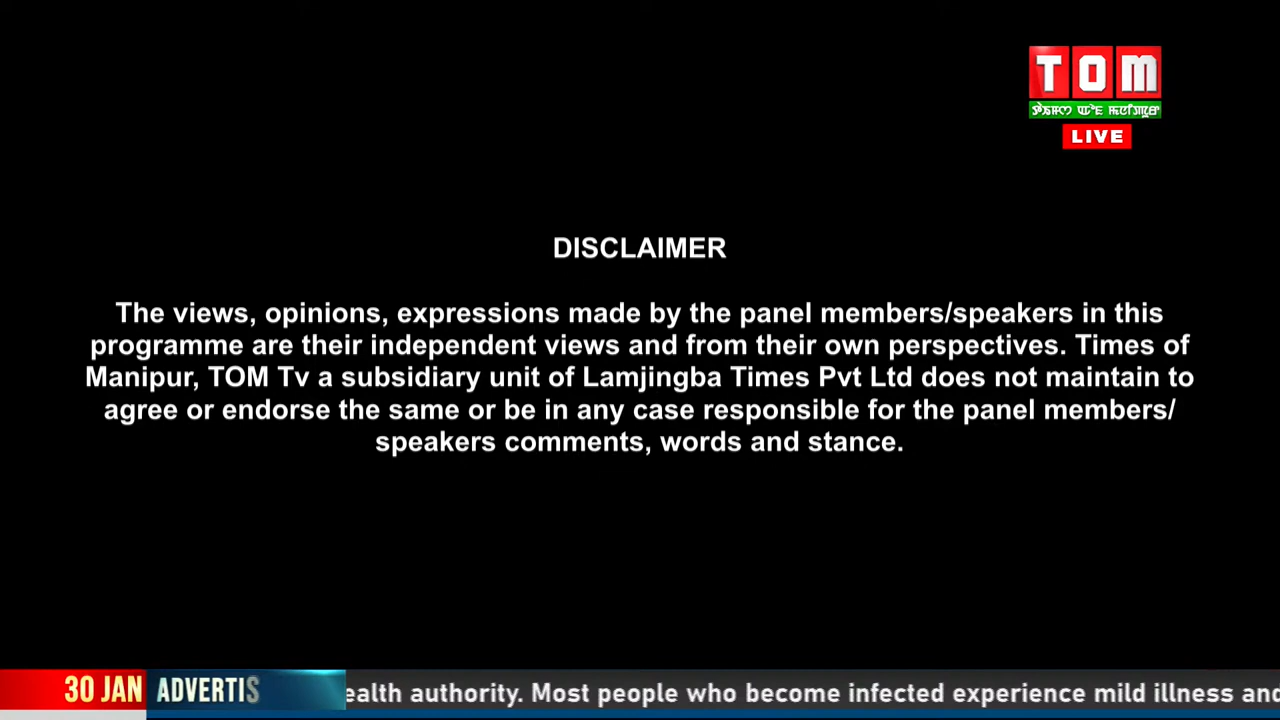 TOM
LIVE
DISCLAIMER
The views, opinions, expressions made by the panel members/speakers in this
programme are their independent views and from their own perspectives. Times of
Manipur, TOM Tv a subsidiary unit of Lamjingba Times Pvt Ltd does not maintain to
agree or endorse the same or be in any case responsible for the panel members/
speakers comments, words and stance.
30 JAN ADVERTIS ealth authority. Most people who become infected experience mild illness and